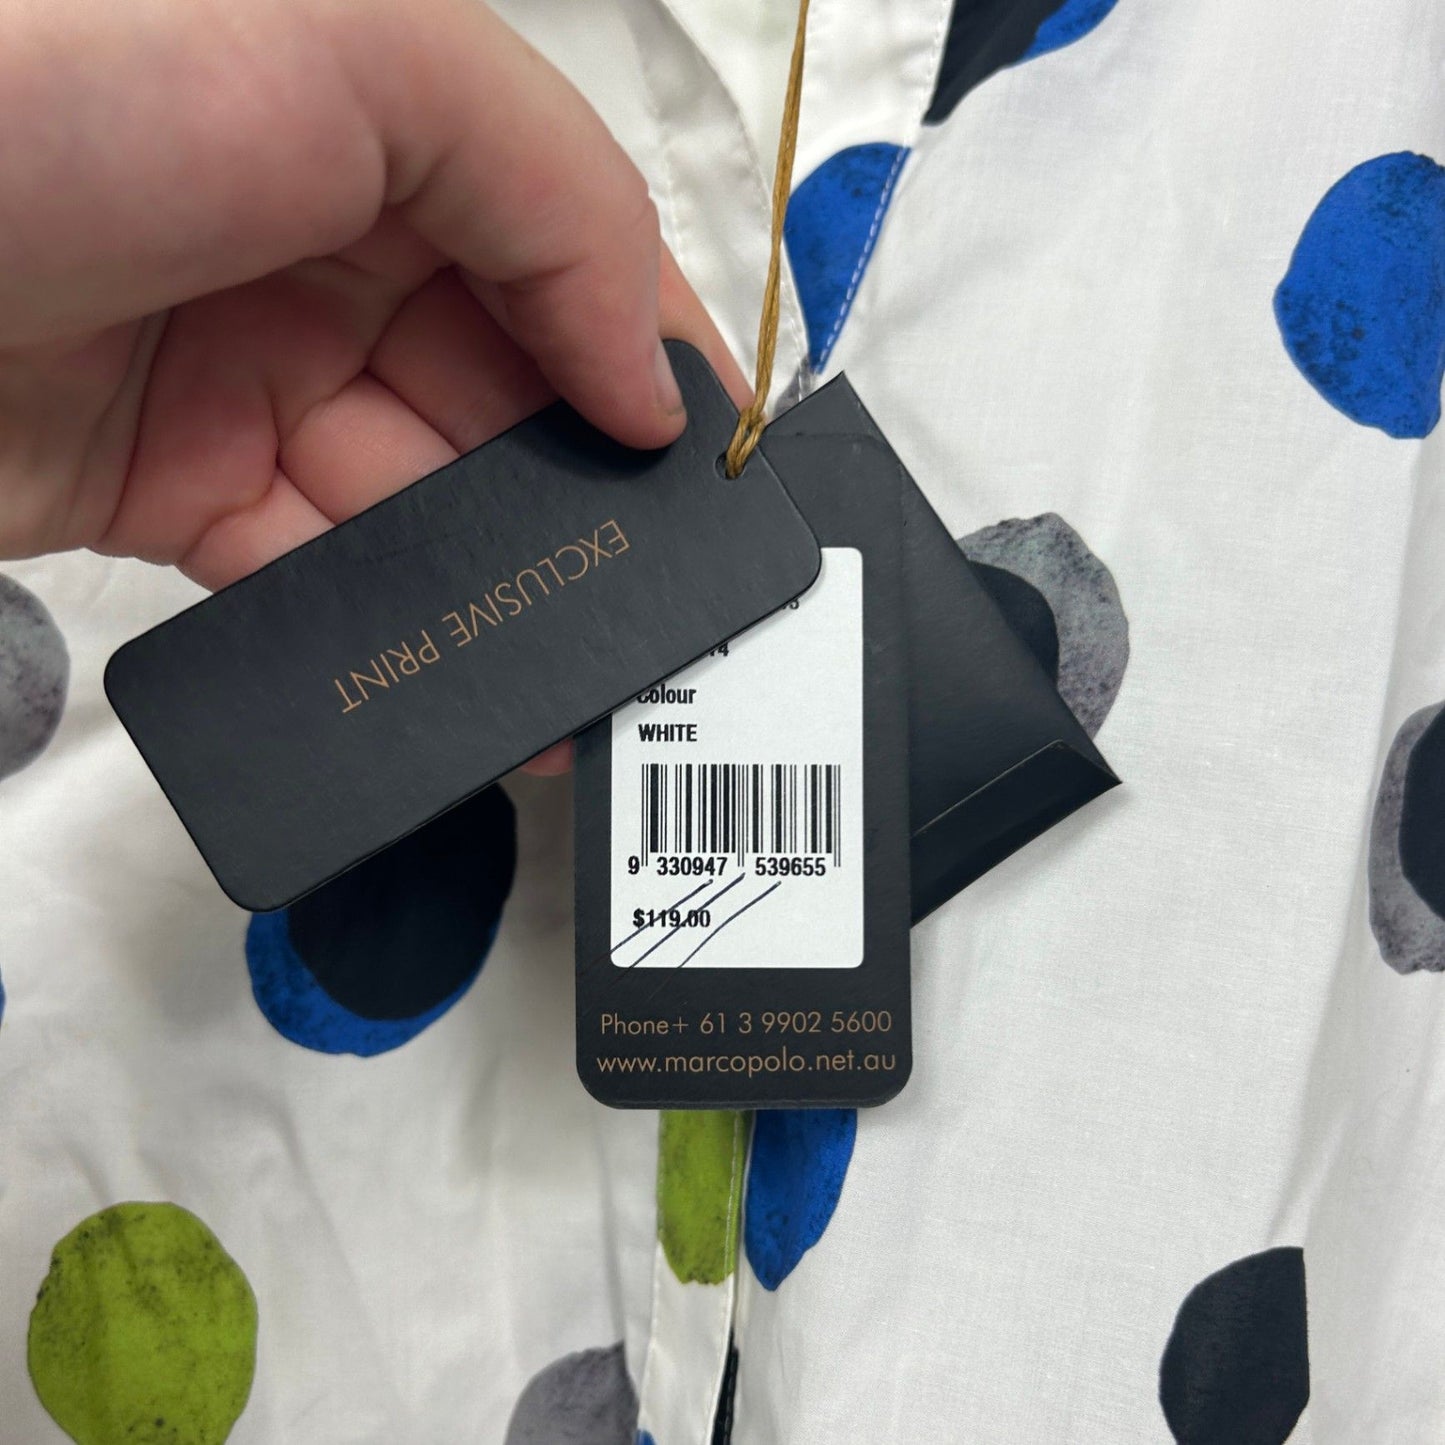 EXCLUSIVE PRINT
Colour
WHITE
9 330947 539655
$119.00
Phone+ 61 3 9902 5600
www.marcopolo.net.au